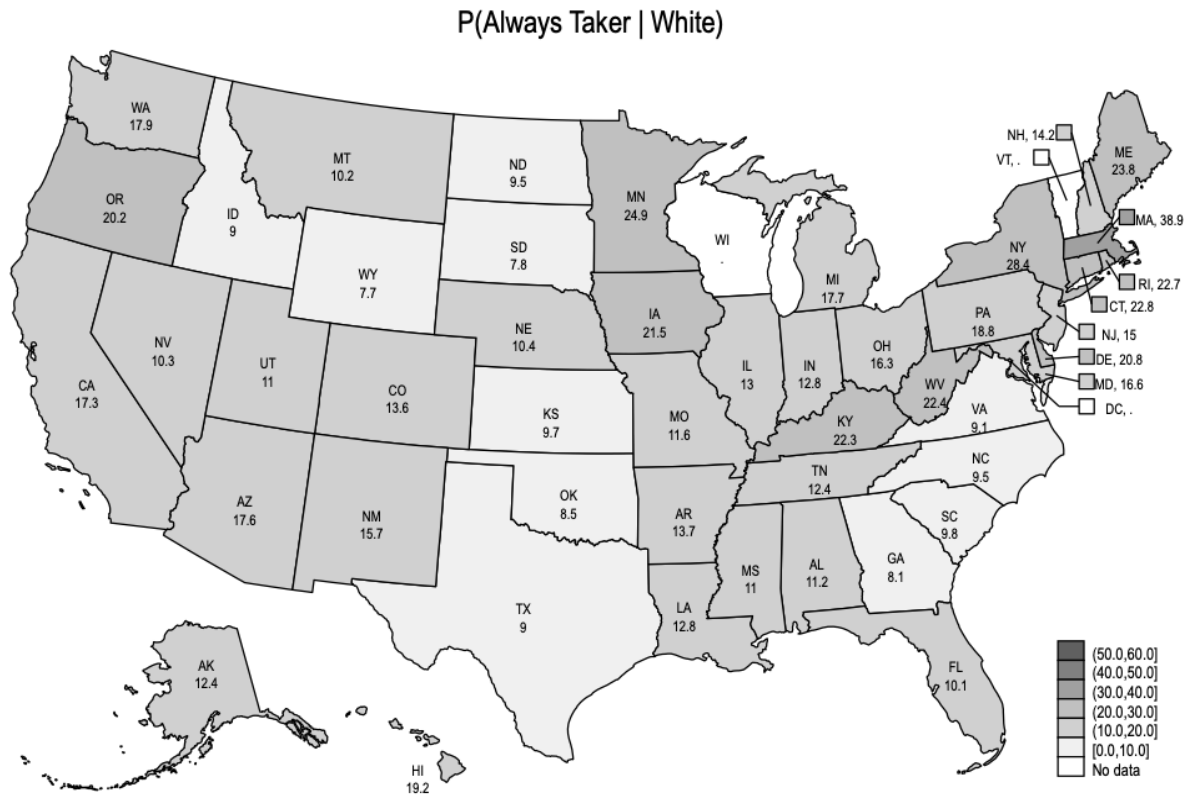 P(Always Taker | White)
WA
17.9
MT
10.2
ND
9.5
MN
24.9
NH, 14.2
VT, .
ME
23.8
OR
20.2
ID
9
SD
7.8
WI
.
MI
17.7
NY
28.4
MA, 38.9
WY
7.7
RI, 22.7
CT, 22.8
NE
10.4
IA
21.5
PA
18.8
NJ, 15
NV
10.3
UT
11
CO
13.6
IL
13
IN
12.8
OH
16.3
DE, 20.8
MD, 16.6
CA
17.3
WV
22.4
DC, .
KS
9.7
MO
11.6
KY
22.3
VA
9.1
AZ
17.6
NM
15.7
OK
8.5
AR
13.7
TN
12.4
NC
9.5
SC
9.8
MS
11
AL
11.2
GA
8.1
TX
9
LA
12.8
AK
12.4
FL
10.1
HI
19.2
(50.0,60.0]
(40.0,50.0]
(30.0,40.0]
(20.0,30.0]
(10.0,20.0]
[0.0,10.0]
No data